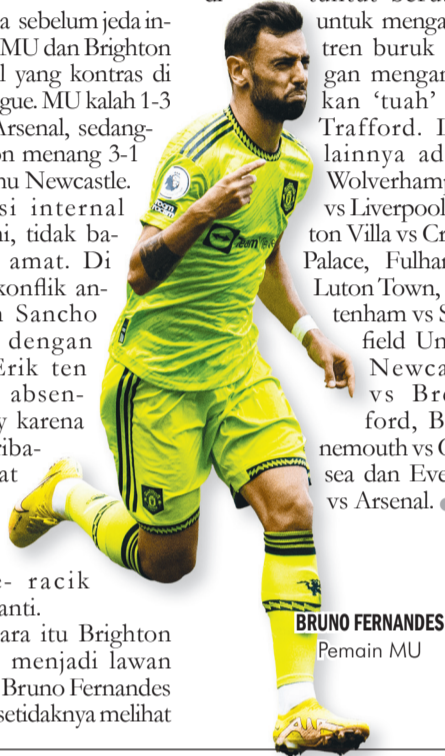 a sebelum jeda in-
MU dan Brighton
l yang kontras di
gue. MU kalah 1-3
Arsenal, sedang-
n menang 3-1
u Newcastle.
si internal
i, tidak ba-
amat. Di
konflik an-
Sancho
dengan
Erik ten
absen-
y karena
riba-
at
e- racik
anti.
ara itu Brighton
menjadi lawan
Bruno Fernandes
setidaknya melihat
untuk menga
tren buruk
gan mengan
kan ‘tuah’
Trafford. 
lainnya ad
Wolverham
vs Liverpool
ton Villa vs Cr
Palace, Fulhar
Luton Town,
tenham vs S
field Un
Newca
vs Bre
ford, B
nemouth vs C
sea dan Eve
vs Arsenal.
BRUNO FERNANDES
Pemain MU